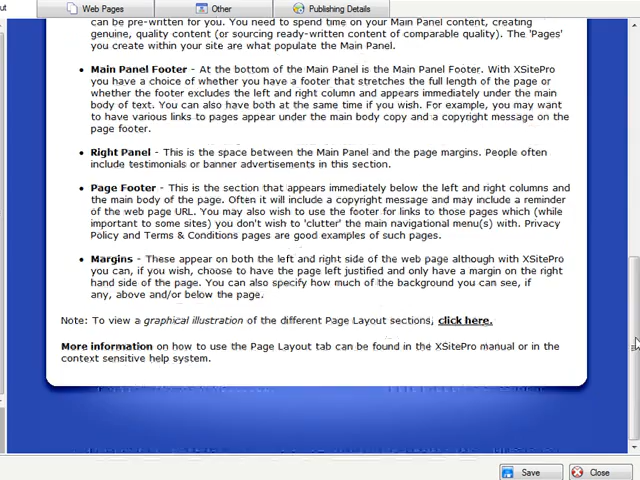 ut
Web Pages
Other
Publishing Details
can be pre-written for you. You need to spend time on your Main Panel content, creating
genuine, quality content (or sourcing ready-written content of comparable quality). The 'Pages'
you create within your site are what populate the Main Panel.
• Main Panel Footer - At the bottom of the Main Panel is the Main Panel Footer. With XSitePro
you have a choice of whether you have a footer that stretches the full length of the page or
whether the footer excludes the left and right column and appears immediately under the main
body of text. You can also have both at the same time if you wish. For example, you may want
to have various links to pages appear under the main body copy and a copyright message on the
page footer.
• Right Panel - This is the space between the Main Panel and the page margins. People often
include testimonials or banner advertisements in this section.
• Page Footer - This is the section that appears immediately below the left and right columns and
the main body of the page. Often it will include a copyright message and may include a reminder
of the web page URL. You may also wish to use the footer for links to those pages which (while
important to some sites) you don't wish to 'clutter' the main navigational menu(s) with. Privacy
Policy and Terms & Conditions pages are good examples of such pages.
• Margins - These appear on both the left and right side of the web page although with XSitePro
you can, if you wish, choose to have the page left justified and only have a margin on the right
hand side of the page. You can also specify how much of the background you can see, if
any, above and/or below the page.
Note: To view a graphical illustration of the different Page Layout sections, click here.
More information on how to use the Page Layout tab can be found in the XSitePro manual or in the
context sensitive help system.
Save
Close